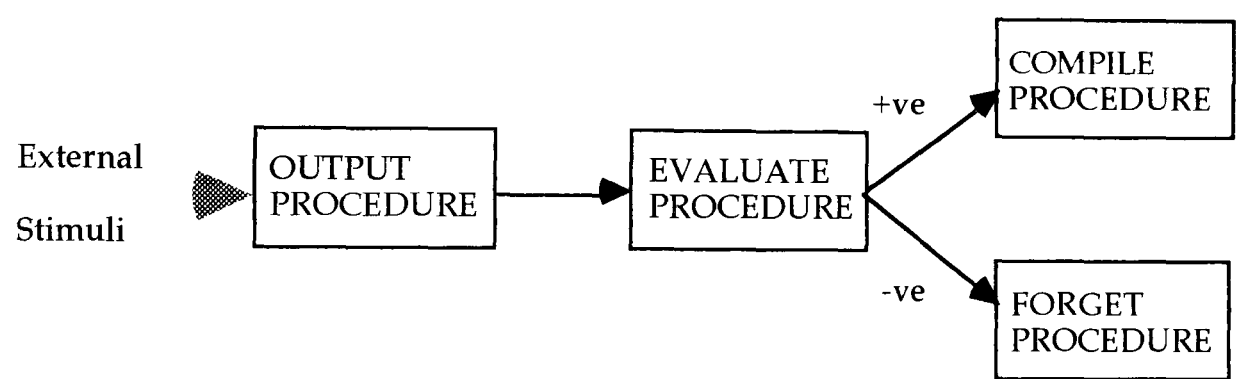 External
Stimuli
OUTPUT
PROCEDURE
EVALUATE
PROCEDURE
+ve
-ve
COMPILE
PROCEDURE
FORGET
PROCEDURE